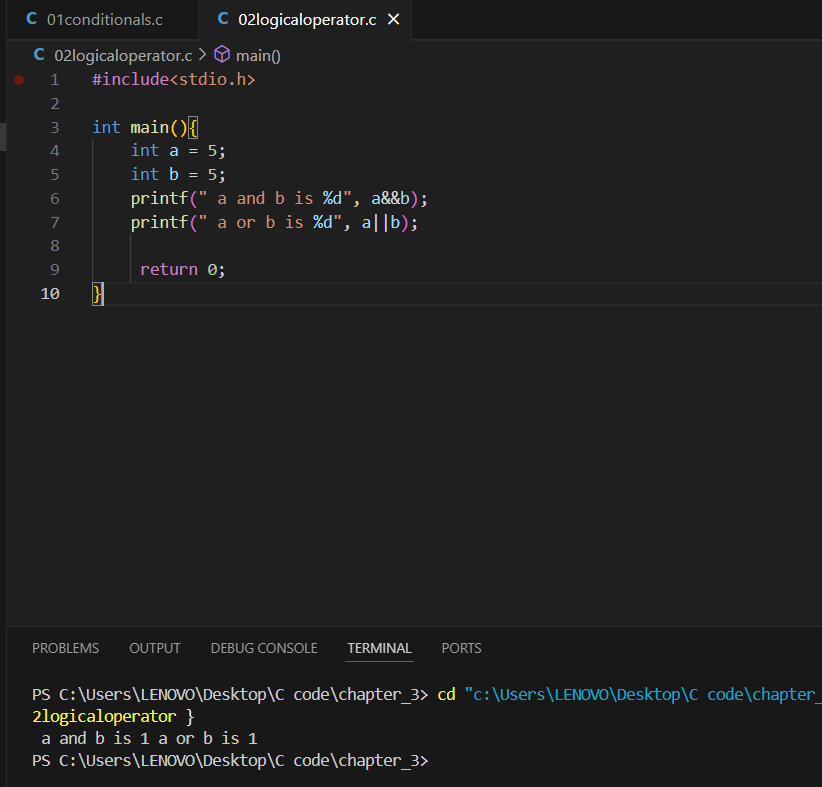 C 01conditionals.c C 02logicaloperator.c ×
C 02logicaloperator.c > main()
1 #include<stdio.h>
2
3 int main(){
4 int a = 5;
5 int b = 5;
6 printf(" a and b is %d", a&&b);
7 printf(" a or b is %d", a||b);
8
9 return 0;
10 }
PROBLEMS OUTPUT DEBUG CONSOLE TERMINAL PORTS
PS C:\Users\LENOVO\Desktop\C code\chapter_3> cd "c:\Users\LENOVO\Desktop\C code\chapter_
2logicaloperator }
a and b is 1 a or b is 1
PS C:\Users\LENOVO\Desktop\C code\chapter_3>